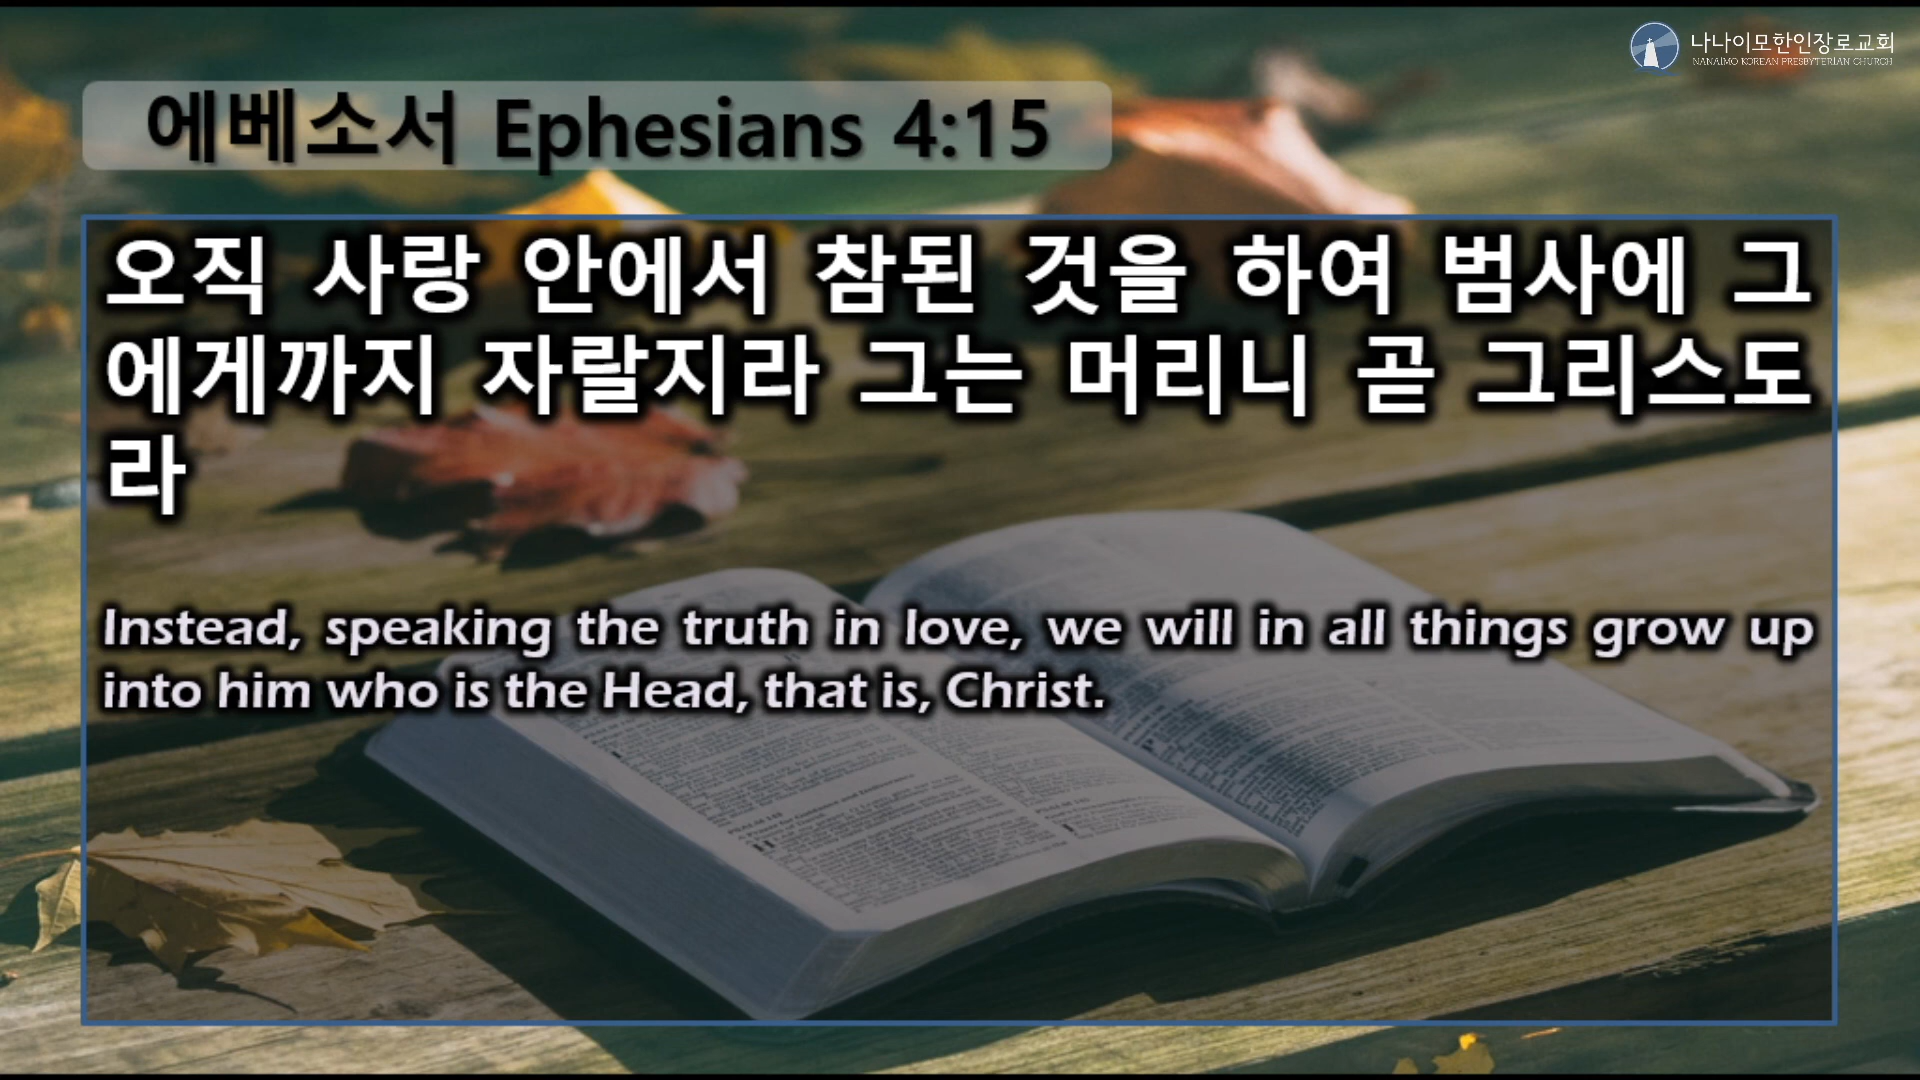 나나이모한인장로교회
NANAIMO KOREAN PRESBYTERIAN CHURCH
에베소서 Ephesians 4:15
오직 사랑 안에서 참된 것을 하여 범사에 그
에게까지 자랄지라 그는 머리니 곧 그리스도
라
Instead, speaking the truth in love, we will in all things grow up
into him who is the Head, that is, Christ.
PSALM 143